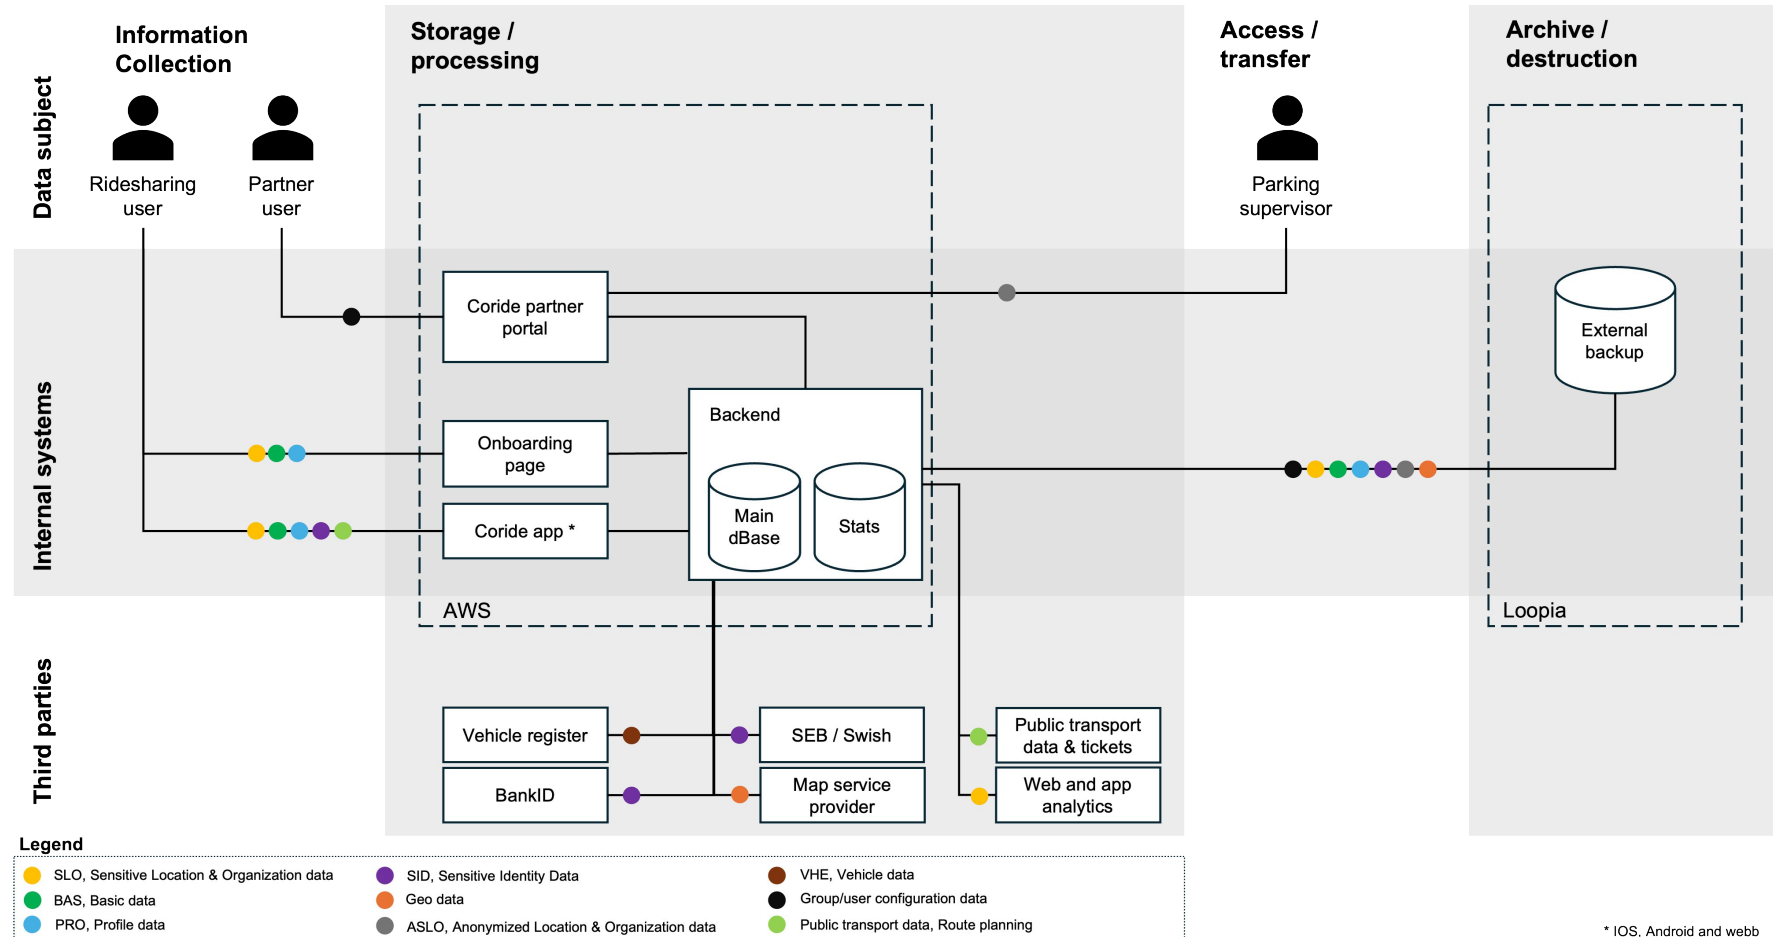 Information
Collection
Storage /
processing
Access /
transfer
Archive /
destruction
Data subject
Ridesharing
user
Partner
user
Parking
supervisor
Internal systems
Coride partner
portal
External
backup
Backend
Onboarding
page
Main
dBase
Stats
Coride app *
AWS
Loopia
Third parties
Vehicle register
SEB / Swish
Public transport
data & tickets
BankID
Map service
provider
Web and app
analytics
Legend
SLO, Sensitive Location & Organization data
SID, Sensitive Identity Data
VHE, Vehicle data
BAS, Basic data
Geo data
Group/user configuration data
PRO, Profile data
ASLO, Anonymized Location & Organization data
Public transport data, Route planning
* IOS, Android and webb